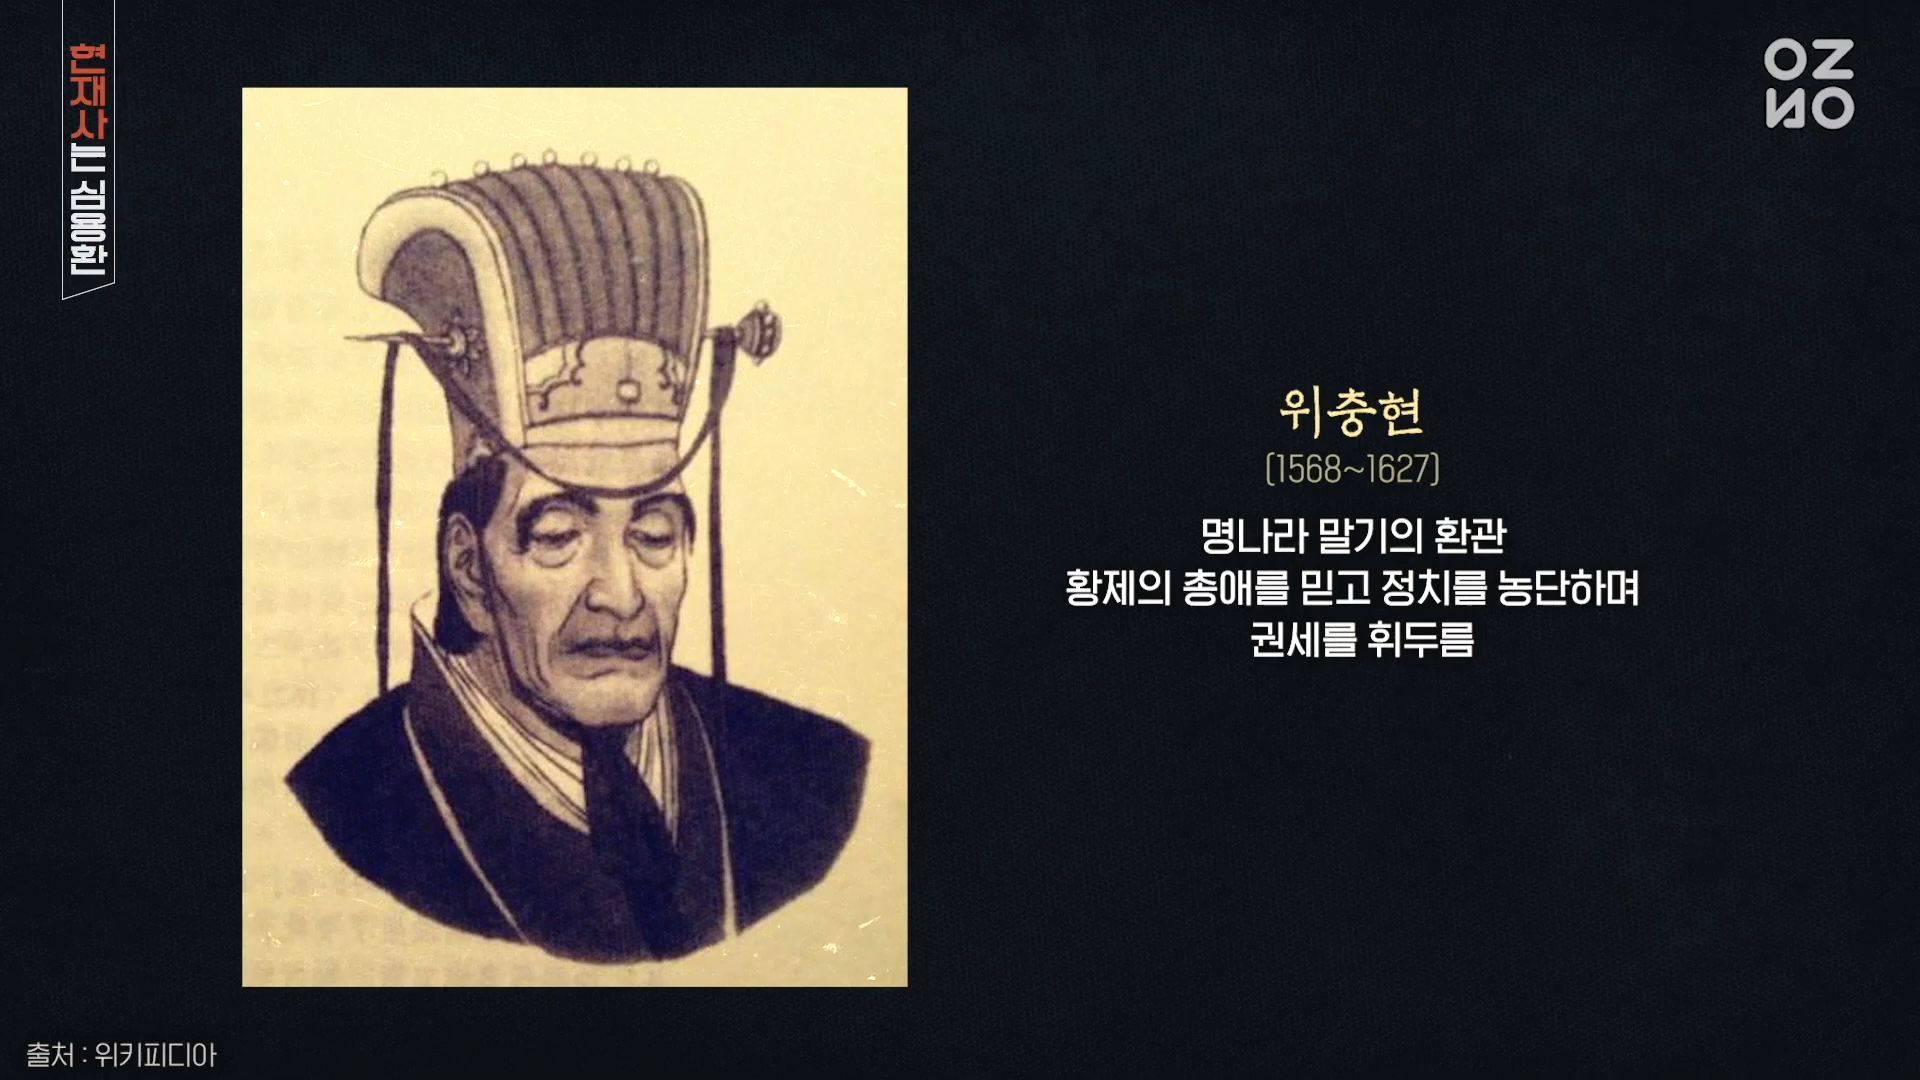 현재사는 심용환
OZ
NO
위충현
(1568~1627)
명나라 말기의 환관
황제의 총애를 믿고 정치를 농단하며
권세를 휘두름
출처 : 위키피디아